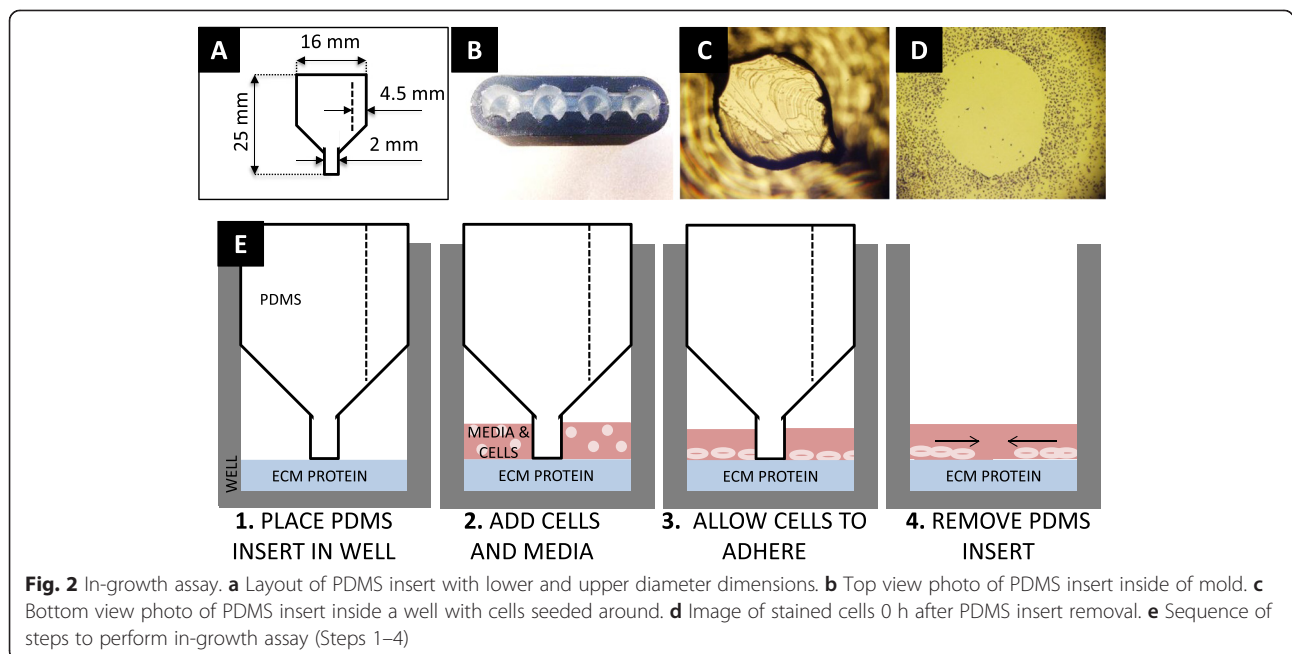 A
16 mm
25 mm
4.5 mm
2 mm
B
C
D
E
PDMS
WELL
ECM PROTEIN
MEDIA &
CELLS
ECM PROTEIN
ECM PROTEIN
ECM PROTEIN
1. PLACE PDMS
INSERT IN WELL
2. ADD CELLS
AND MEDIA
3. ALLOW CELLS TO
ADHERE
4. REMOVE PDMS
INSERT
Fig. 2 In-growth assay. a Layout of PDMS insert with lower and upper diameter dimensions. b Top view photo of PDMS insert inside of mold. c
Bottom view photo of PDMS insert inside a well with cells seeded around. d Image of stained cells 0 h after PDMS insert removal. e Sequence of
steps to perform in-growth assay (Steps 1–4)